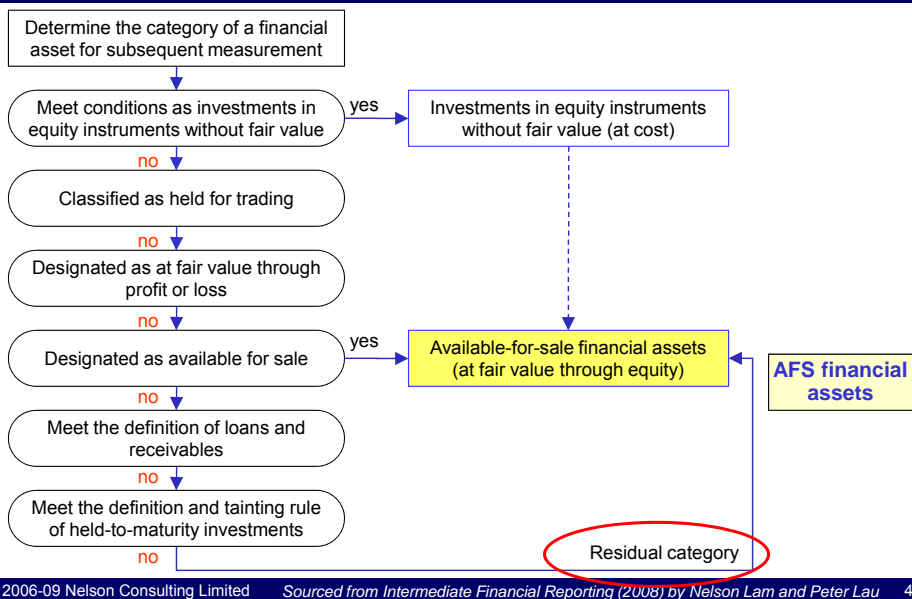 Determine the category of a financial
asset for subsequent measurement
Meet conditions as investments in
equity instruments without fair value
yes
Investments in equity instruments
without fair value (at cost)
no
Classified as held for trading
no
Designated as at fair value through
profit or loss
no
Designated as available for sale
yes
Available-for-sale financial assets
(at fair value through equity)
AFS financial
assets
no
Meet the definition of loans and
receivables
no
Meet the definition and tainting rule
of held-to-maturity investments
no
Residual category
2006-09 Nelson Consulting Limited
Sourced from Intermediate Financial Reporting (2008) by Nelson Lam and Peter Lau
4